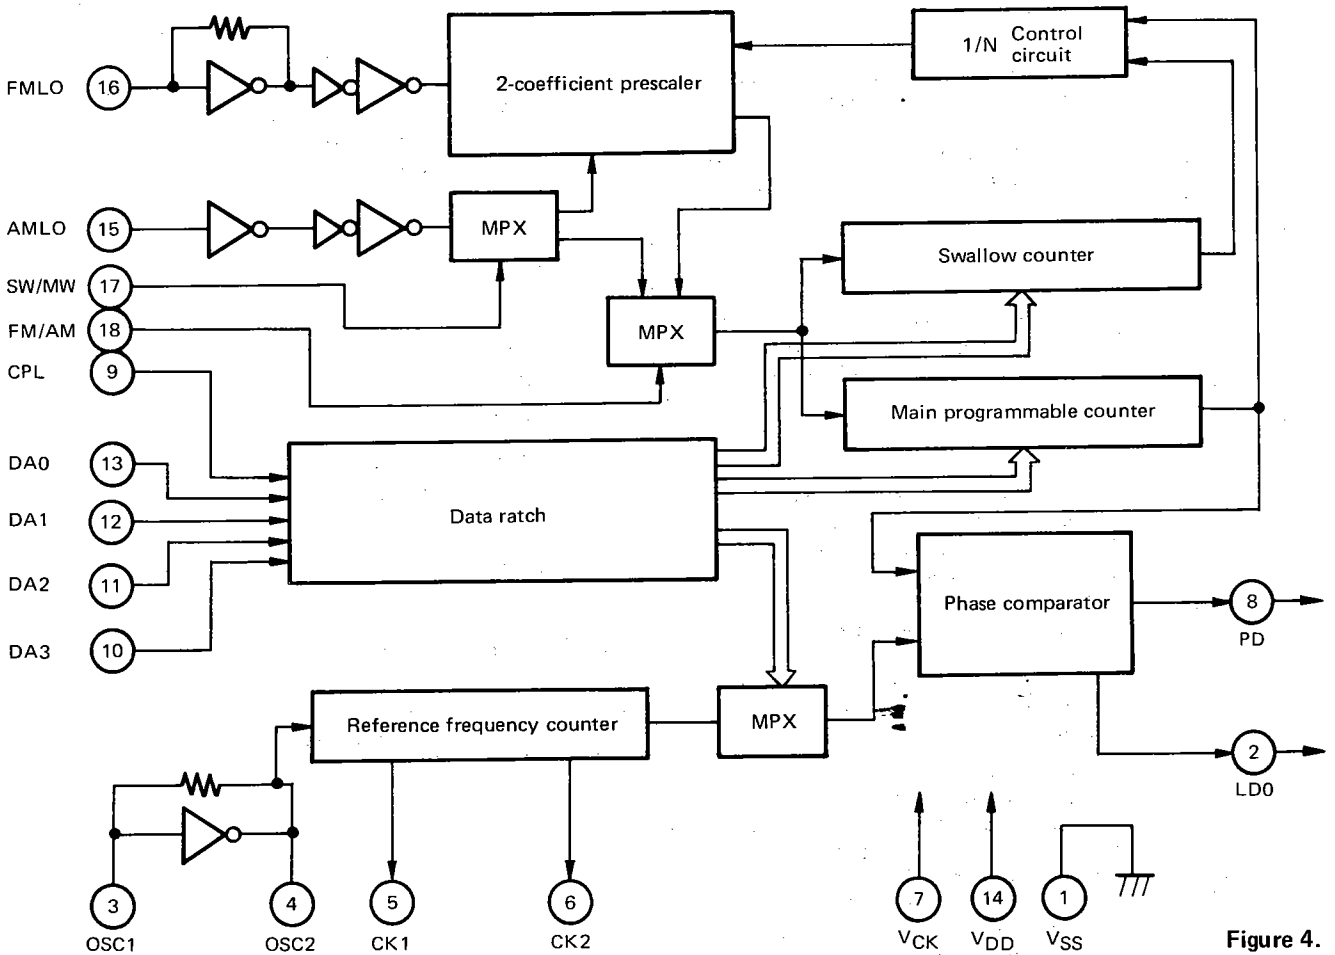 FMLO 16
2-coefficient prescaler
1/N Control
circuit
AMLO 15
MPX
Swallow counter
SW/MW 17
FM/AM 18
MPX
CPL 9
Main programmable counter
DA0 13
DA1 12
Data ratch
DA2 11
DA3 10
Phase comparator
8
PD
Reference frequency counter
MPX
2
LD0
3
OSC1
4
OSC2
5
CK1
6
CK2
7
VCK
14
VDD
1
VSS
Figure 4.